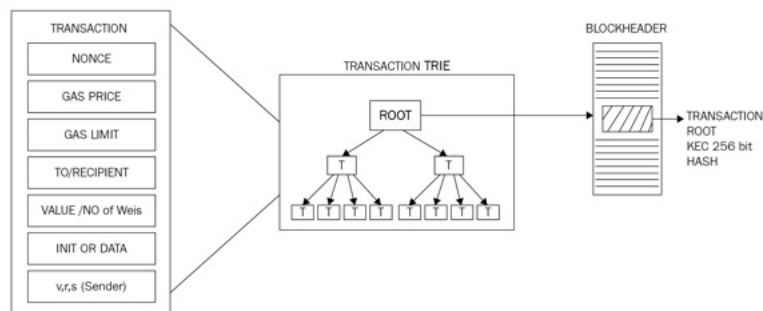 TRANSACTION
NONCE
GAS PRICE
GAS LIMIT
TO/RECIPIENT
VALUE /NO of Weis
INIT OR DATA
v,r,s (Sender)
TRANSACTION TRIE
ROOT
T T
T T T T T T T T
BLOCKHEADER
TRANSACTION
ROOT
KEC 256 bit
HASH